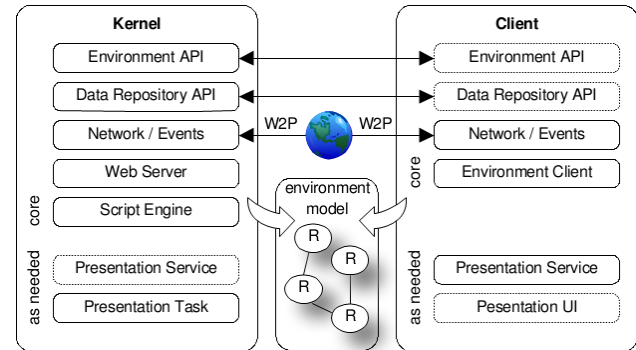 Kernel
Environment API
Data Repository API
Network / Events
Web Server
Script Engine
core
Presentation Service
Presentation Task
as needed
W2P
W2P
environment
model
R
R
R
R
Client
Environment API
Data Repository API
Network / Events
Environment Client
core
Presentation Service
Pesentation UI
as needed